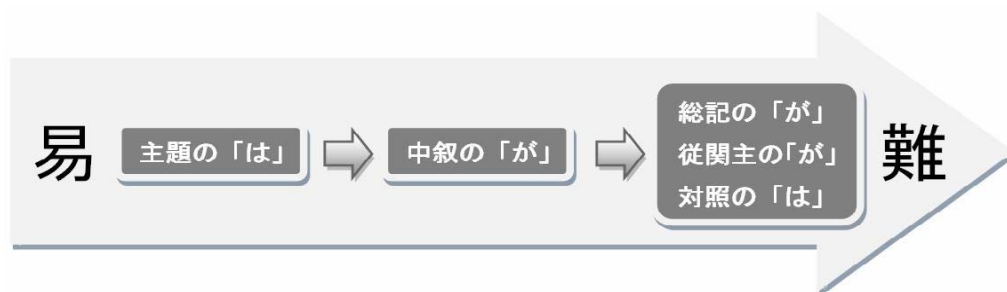 易
主題の「は」
中叙の「が」
総記の「が」
従関主の「が」
対照の「は」
難